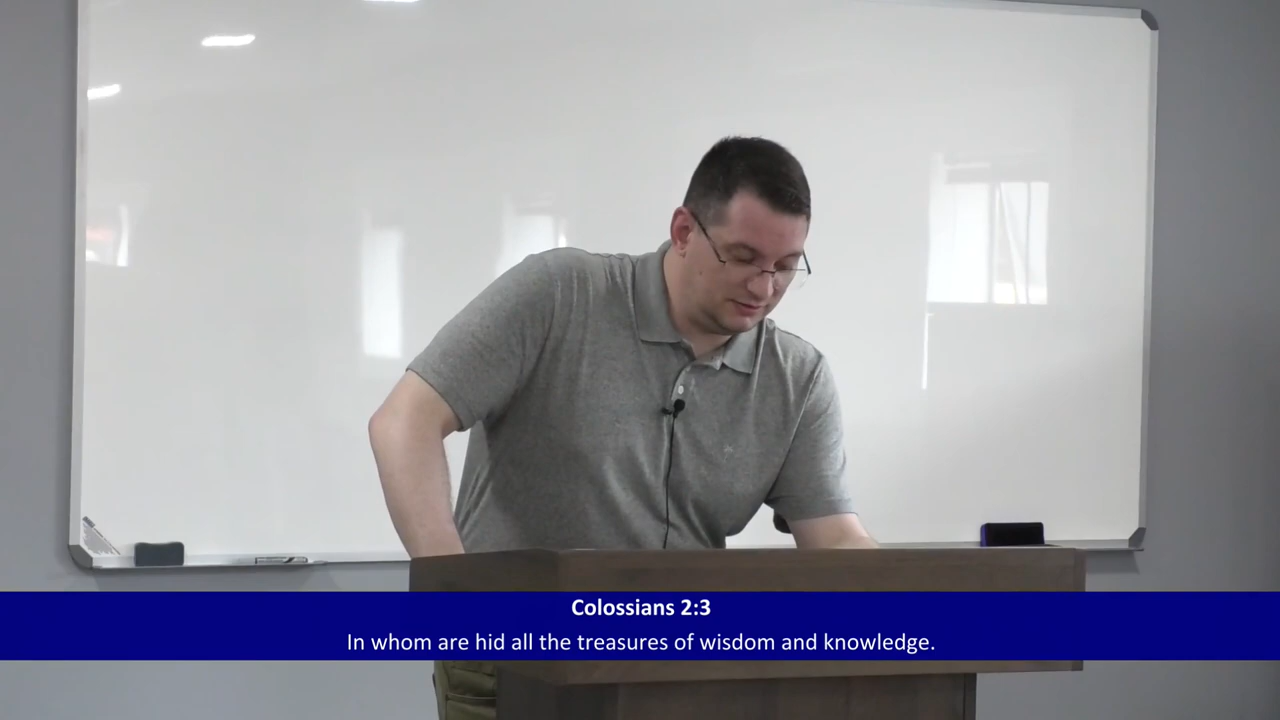 Colossians 2:3
In whom are hid all the treasures of wisdom and knowledge.